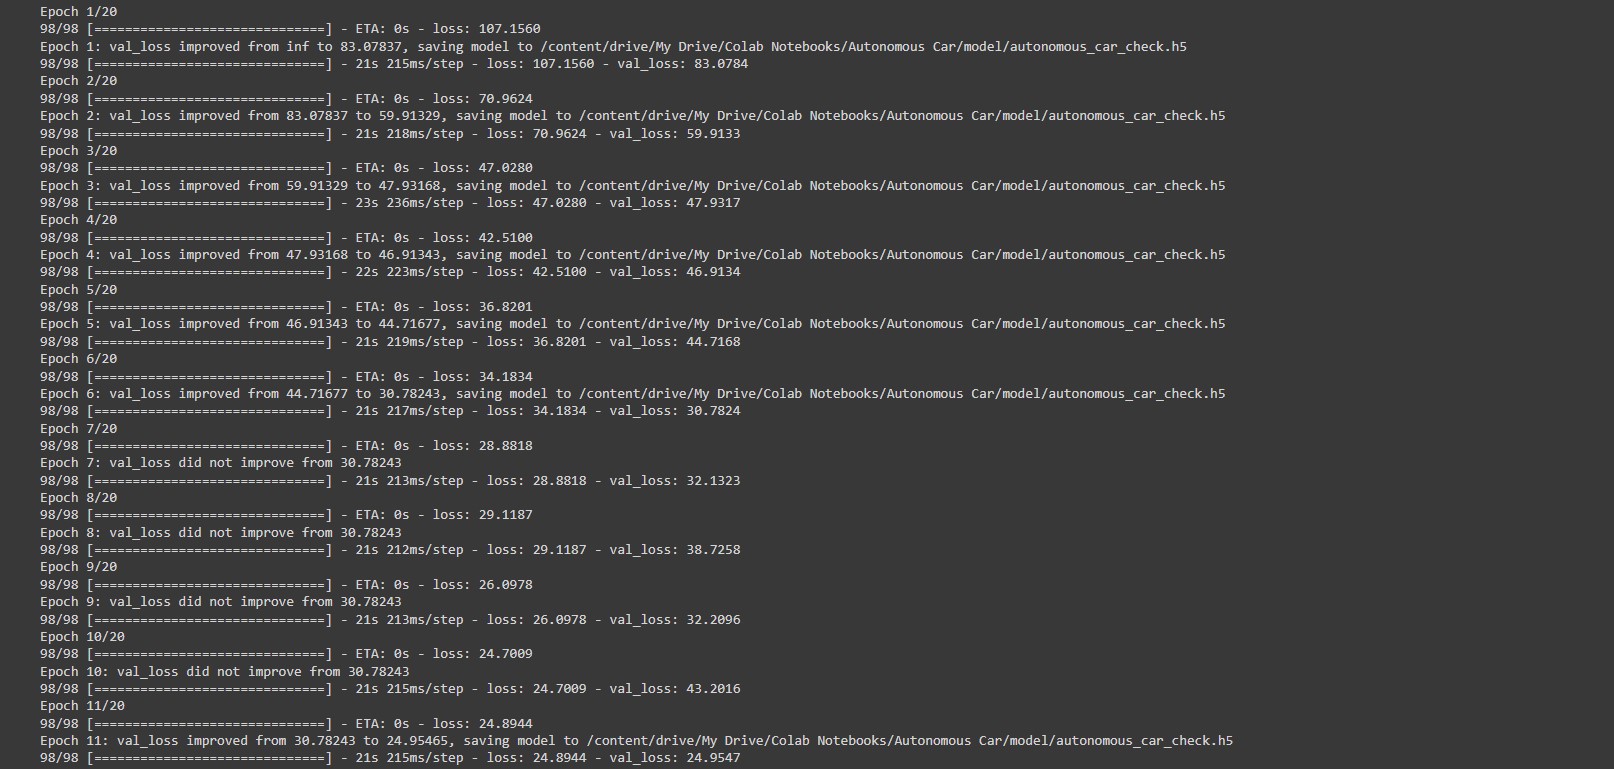 Epoch 1/20
98/98 [==============================] - ETA: 0s - loss: 107.1560
Epoch 1: val_loss improved from inf to 83.07837, saving model to /content/drive/My Drive/Colab Notebooks/Autonomous Car/model/autonomous_car_check.h5
98/98 [==============================] - 21s 215ms/step - loss: 107.1560 - val_loss: 83.0784
Epoch 2/20
98/98 [==============================] - ETA: 0s - loss: 70.9624
Epoch 2: val_loss improved from 83.07837 to 59.91329, saving model to /content/drive/My Drive/Colab Notebooks/Autonomous Car/model/autonomous_car_check.h5
98/98 [==============================] - 21s 218ms/step - loss: 70.9624 - val_loss: 59.9133
Epoch 3/20
98/98 [==============================] - ETA: 0s - loss: 47.0280
Epoch 3: val_loss improved from 59.91329 to 47.93168, saving model to /content/drive/My Drive/Colab Notebooks/Autonomous Car/model/autonomous_car_check.h5
98/98 [==============================] - 23s 236ms/step - loss: 47.0280 - val_loss: 47.9317
Epoch 4/20
98/98 [==============================] - ETA: 0s - loss: 42.5100
Epoch 4: val_loss improved from 47.93168 to 46.91343, saving model to /content/drive/My Drive/Colab Notebooks/Autonomous Car/model/autonomous_car_check.h5
98/98 [==============================] - 22s 223ms/step - loss: 42.5100 - val_loss: 46.9134
Epoch 5/20
98/98 [==============================] - ETA: 0s - loss: 36.8201
Epoch 5: val_loss improved from 46.91343 to 44.71677, saving model to /content/drive/My Drive/Colab Notebooks/Autonomous Car/model/autonomous_car_check.h5
98/98 [==============================] - 21s 219ms/step - loss: 36.8201 - val_loss: 44.7168
Epoch 6/20
98/98 [==============================] - ETA: 0s - loss: 34.1834
Epoch 6: val_loss improved from 44.71677 to 30.78243, saving model to /content/drive/My Drive/Colab Notebooks/Autonomous Car/model/autonomous_car_check.h5
98/98 [==============================] - 21s 217ms/step - loss: 34.1834 - val_loss: 30.7824
Epoch 7/20
98/98 [==============================] - ETA: 0s - loss: 28.8818
Epoch 7: val_loss did not improve from 30.78243
98/98 [==============================] - 21s 213ms/step - loss: 28.8818 - val_loss: 32.1323
Epoch 8/20
98/98 [==============================] - ETA: 0s - loss: 29.1187
Epoch 8: val_loss did not improve from 30.78243
98/98 [==============================] - 21s 212ms/step - loss: 29.1187 - val_loss: 38.7258
Epoch 9/20
98/98 [==============================] - ETA: 0s - loss: 26.0978
Epoch 9: val_loss did not improve from 30.78243
98/98 [==============================] - 21s 213ms/step - loss: 26.0978 - val_loss: 32.2096
Epoch 10/20
98/98 [==============================] - ETA: 0s - loss: 24.7009
Epoch 10: val_loss did not improve from 30.78243
98/98 [==============================] - 21s 215ms/step - loss: 24.7009 - val_loss: 43.2016
Epoch 11/20
98/98 [==============================] - ETA: 0s - loss: 24.8944
Epoch 11: val_loss improved from 30.78243 to 24.95465, saving model to /content/drive/My Drive/Colab Notebooks/Autonomous Car/model/autonomous_car_check.h5
98/98 [==============================] - 21s 215ms/step - loss: 24.8944 - val_loss: 24.9547